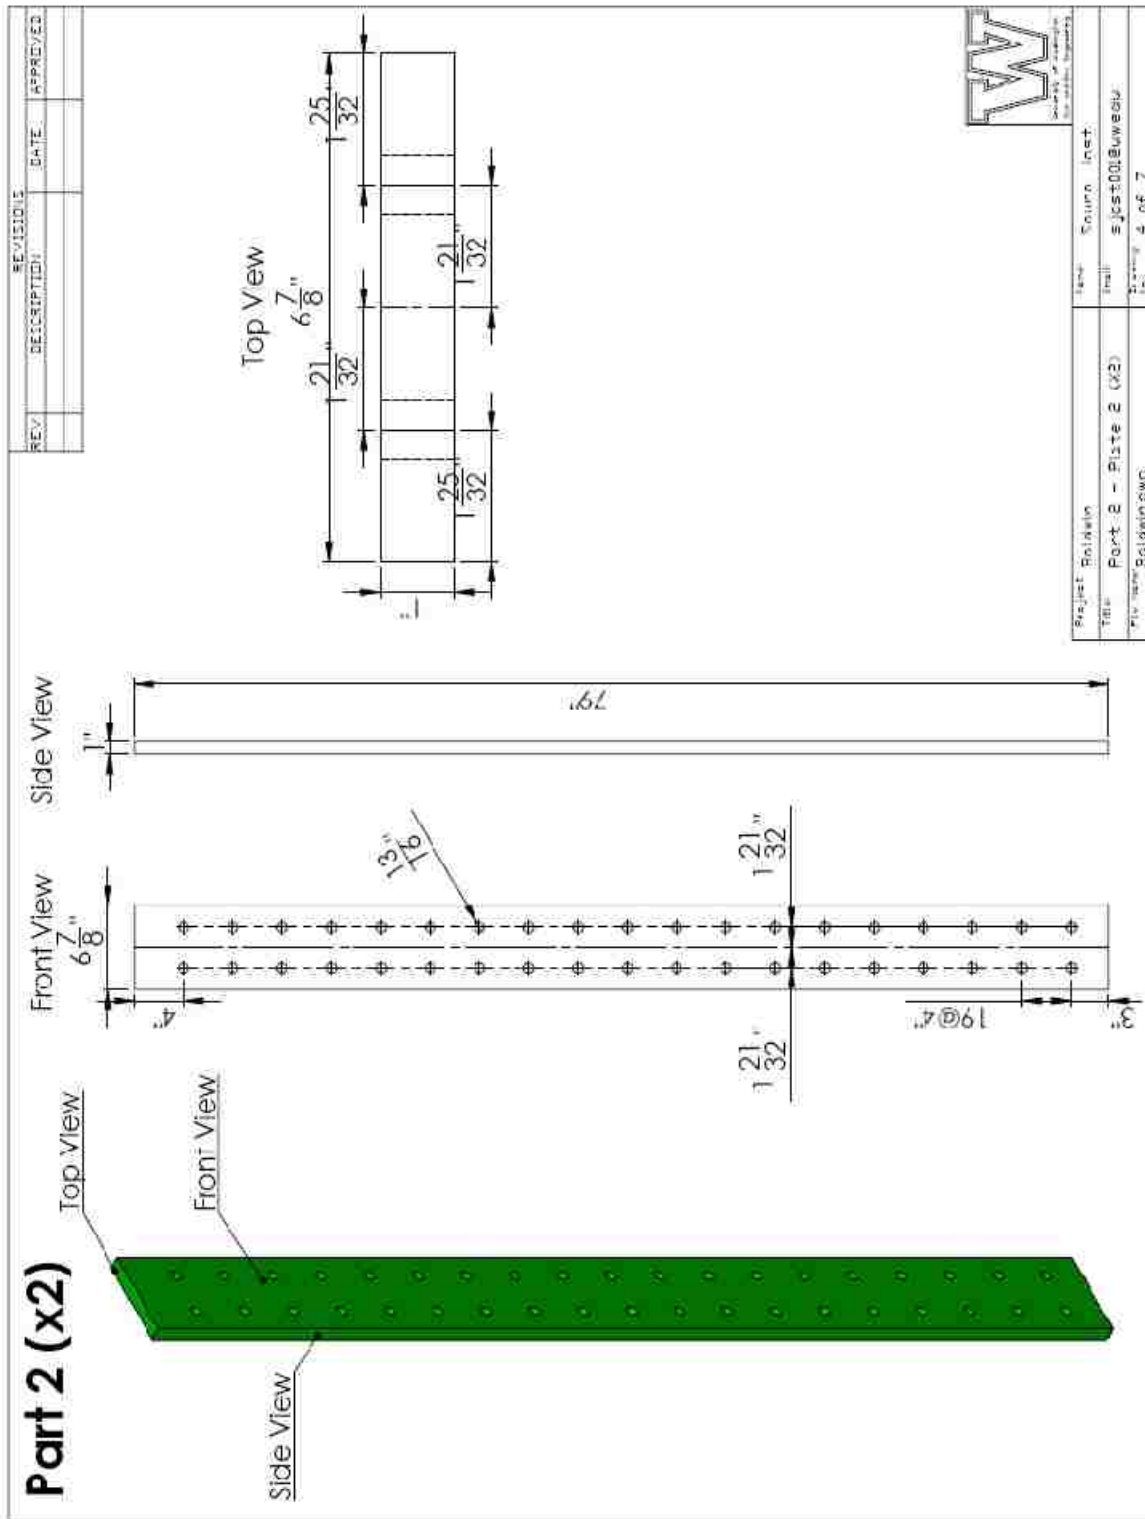 Part 2 (x2)
REVISIONS
REV. DESCRIPTION DATE APPROVED
Top View
Front View
Side View
Front View
6 7/8"
4"
13"/16
1 21/32"
1 21/32"
19@4"
3"
Side View
1"
79"
Top View
6 7/8"
1 21/32"
1 25/32"
1"
1 25/32"
1 21/32"
Project
Title Part 2 - Plate 2 (X2)
Name
Email
4 of 7
W